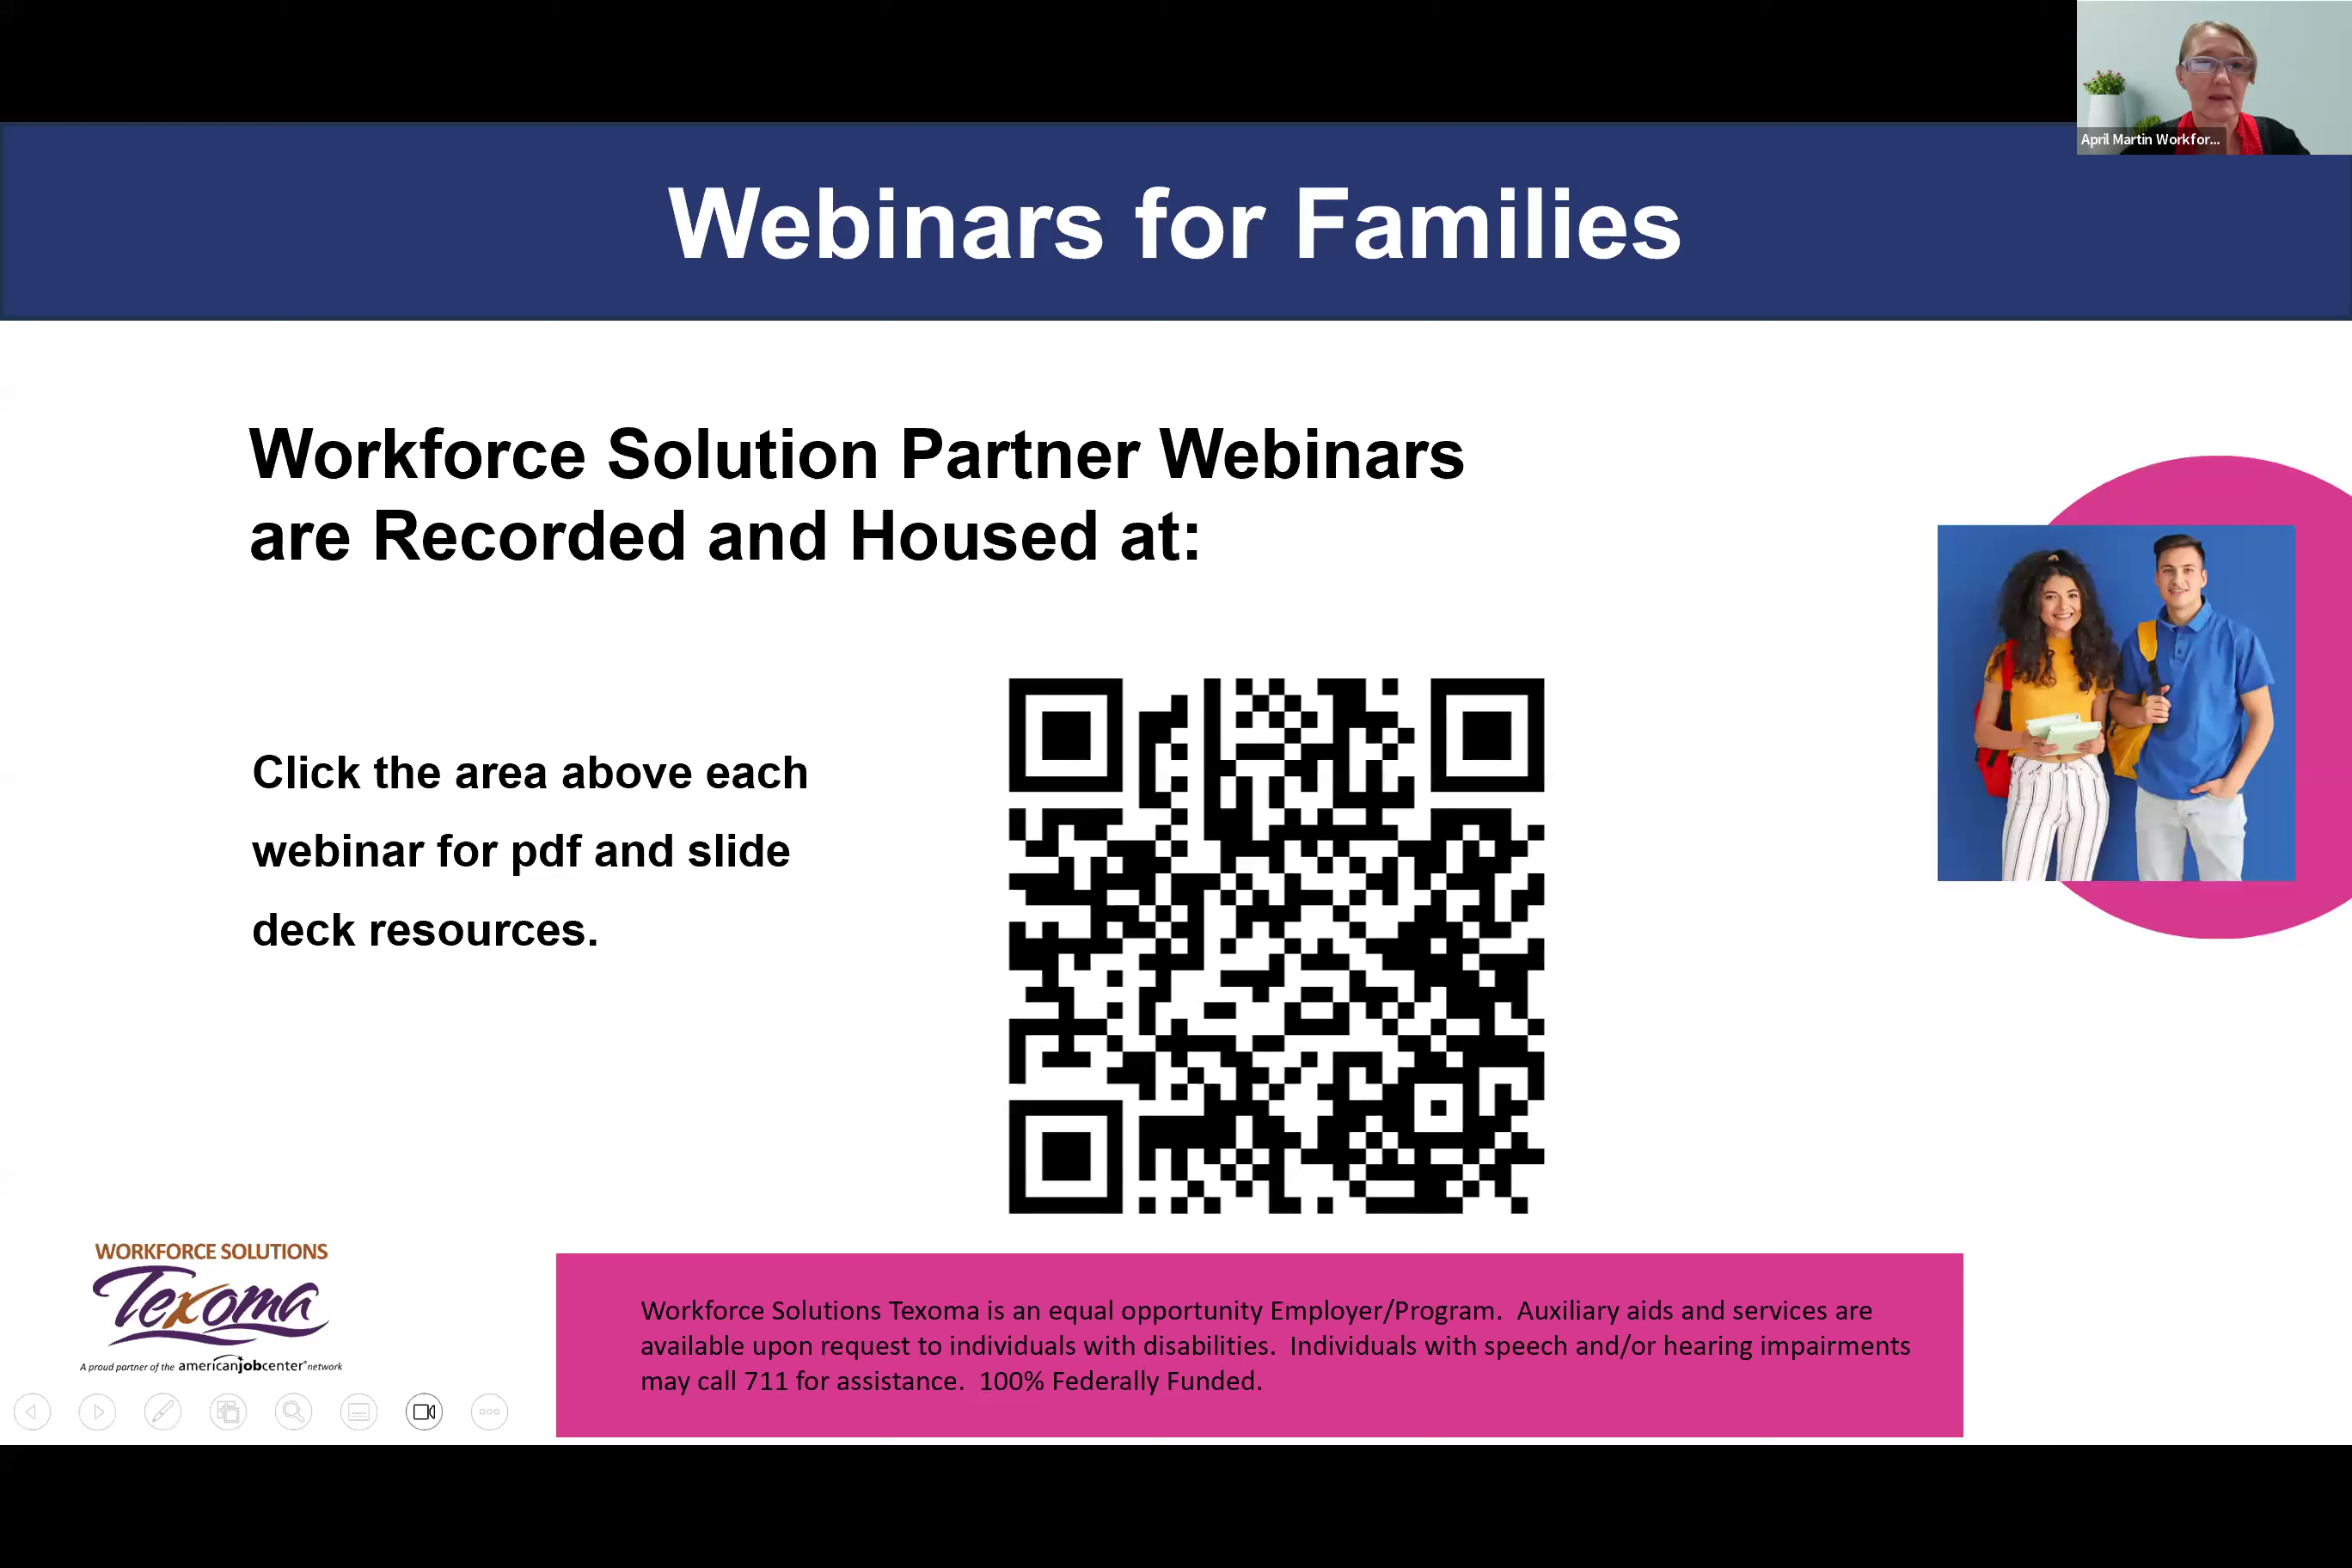 April Martin Workfor...
Webinars for Families
Workforce Solution Partner Webinars
are Recorded and Housed at:
Click the area above each
webinar for pdf and slide
deck resources.
WORKFORCE SOLUTIONS
Texoma
A proud partner of the americanjobcenter® network
Workforce Solutions Texoma is an equal opportunity Employer/Program.  Auxiliary aids and services are
available upon request to individuals with disabilities.  Individuals with speech and/or hearing impairments
may call 711 for assistance.  100% Federally Funded.